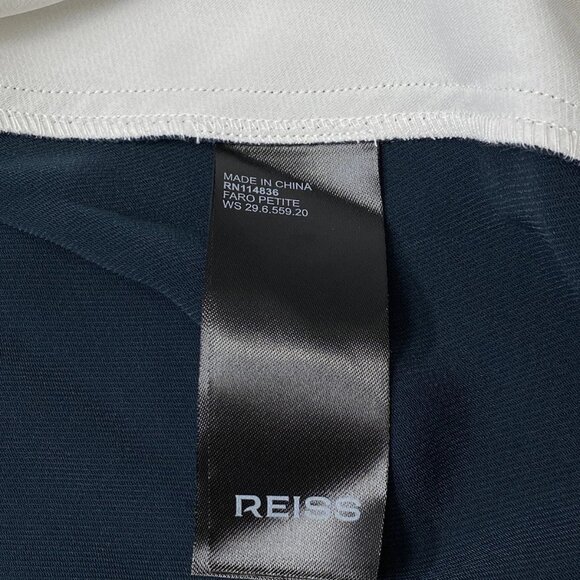 MADE IN CHINA
RN114836
FARO PETITE
WS 29.6.559.20
REISS